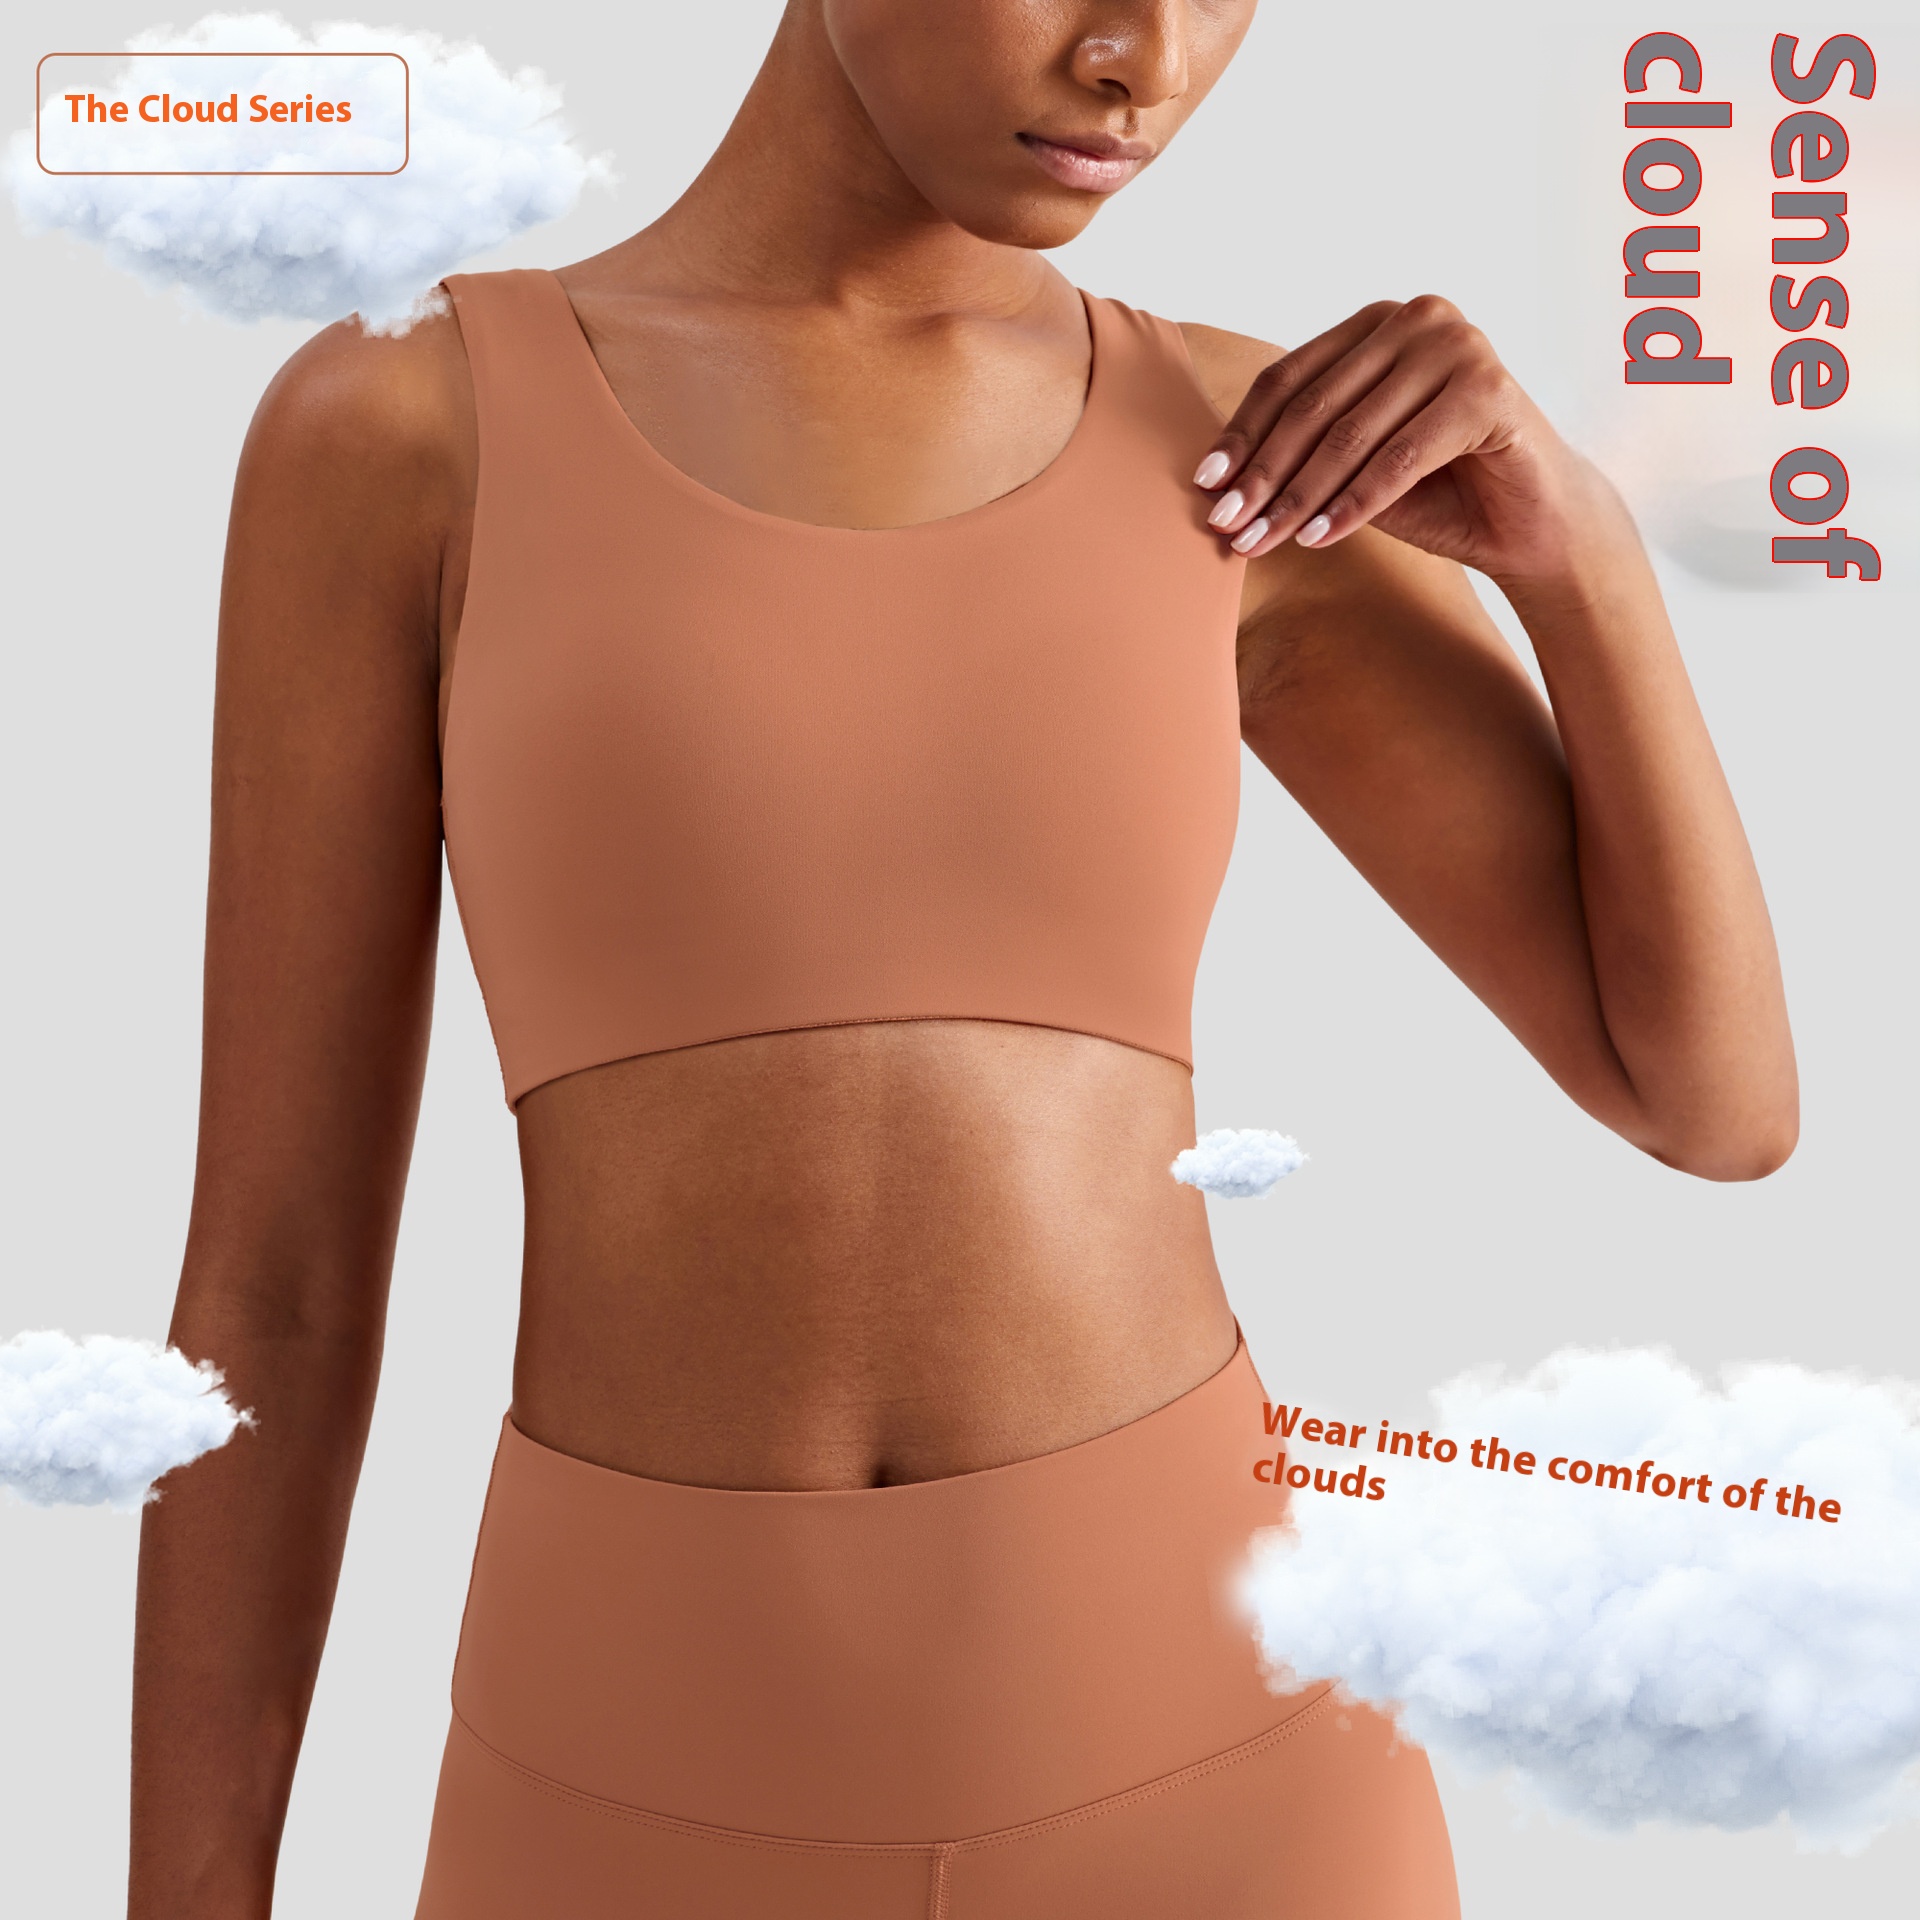 The Cloud Series
Sense of
cloud
Wear into the comfort of the
clouds